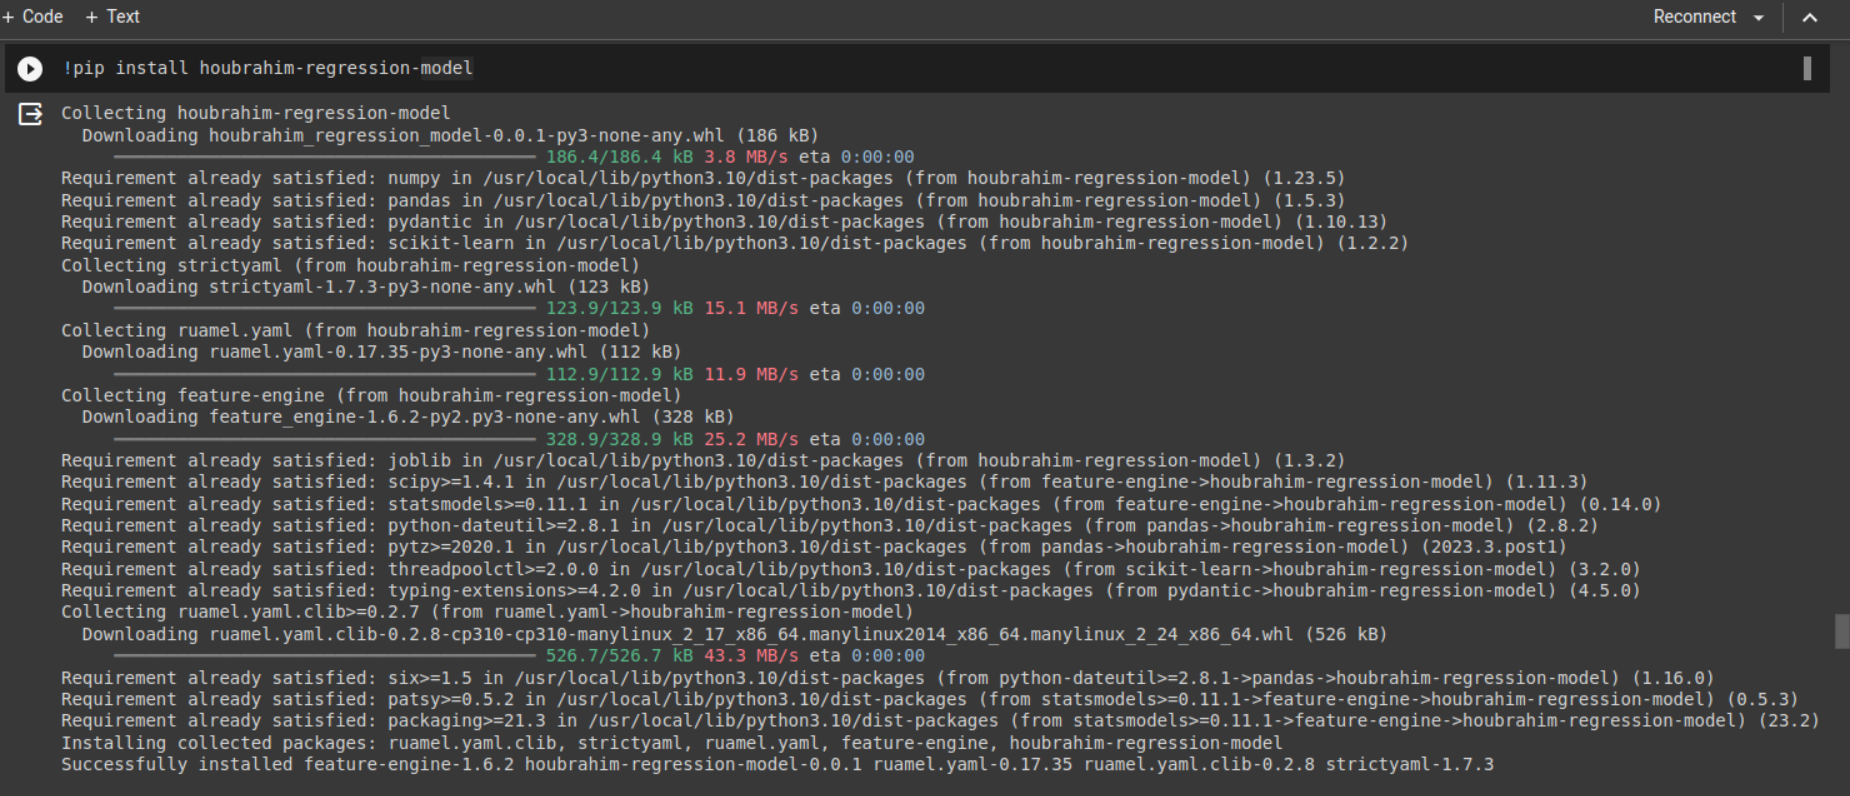 + Code + Text Reconnect
!pip install houbrahim-regression-model
Collecting houbrahim-regression-model
Downloading houbrahim_regression_model-0.0.1-py3-none-any.whl (186 kB)
186.4/186.4 kB 3.8 MB/s eta 0:00:00
Requirement already satisfied: numpy in /usr/local/lib/python3.10/dist-packages (from houbrahim-regression-model) (1.23.5)
Requirement already satisfied: pandas in /usr/local/lib/python3.10/dist-packages (from houbrahim-regression-model) (1.5.3)
Requirement already satisfied: pydantic in /usr/local/lib/python3.10/dist-packages (from houbrahim-regression-model) (1.10.13)
Requirement already satisfied: scikit-learn in /usr/local/lib/python3.10/dist-packages (from houbrahim-regression-model) (1.2.2)
Collecting strictyaml (from houbrahim-regression-model)
Downloading strictyaml-1.7.3-py3-none-any.whl (123 kB)
123.9/123.9 kB 15.1 MB/s eta 0:00:00
Collecting ruamel.yaml (from houbrahim-regression-model)
Downloading ruamel.yaml-0.17.35-py3-none-any.whl (112 kB)
112.9/112.9 kB 11.9 MB/s eta 0:00:00
Collecting feature-engine (from houbrahim-regression-model)
Downloading feature_engine-1.6.2-py2.py3-none-any.whl (328 kB)
328.9/328.9 kB 25.2 MB/s eta 0:00:00
Requirement already satisfied: joblib in /usr/local/lib/python3.10/dist-packages (from houbrahim-regression-model) (1.3.2)
Requirement already satisfied: scipy>=1.4.1 in /usr/local/lib/python3.10/dist-packages (from feature-engine->houbrahim-regression-model) (1.11.3)
Requirement already satisfied: statsmodels>=0.11.1 in /usr/local/lib/python3.10/dist-packages (from feature-engine->houbrahim-regression-model) (0.14.0)
Requirement already satisfied: python-dateutil>=2.8.1 in /usr/local/lib/python3.10/dist-packages (from pandas->houbrahim-regression-model) (2.8.2)
Requirement already satisfied: pytz>=2020.1 in /usr/local/lib/python3.10/dist-packages (from pandas->houbrahim-regression-model) (2023.3.post1)
Requirement already satisfied: threadpoolctl>=2.0.0 in /usr/local/lib/python3.10/dist-packages (from scikit-learn->houbrahim-regression-model) (3.2.0)
Requirement already satisfied: typing-extensions>=4.2.0 in /usr/local/lib/python3.10/dist-packages (from pydantic->houbrahim-regression-model) (4.5.0)
Collecting ruamel.yaml.clib>=0.2.7 (from ruamel.yaml->houbrahim-regression-model)
Downloading ruamel.yaml.clib-0.2.8-cp310-cp310-manylinux_2_17_x86_64.manylinux2014_x86_64.manylinux_2_24_x86_64.whl (526 kB)
526.7/526.7 kB 43.3 MB/s eta 0:00:00
Requirement already satisfied: six>=1.5 in /usr/local/lib/python3.10/dist-packages (from python-dateutil>=2.8.1->pandas->houbrahim-regression-model) (1.16.0)
Requirement already satisfied: patsy>=0.5.2 in /usr/local/lib/python3.10/dist-packages (from statsmodels>=0.11.1->feature-engine->houbrahim-regression-model) (0.5.3)
Requirement already satisfied: packaging>=21.3 in /usr/local/lib/python3.10/dist-packages (from statsmodels>=0.11.1->feature-engine->houbrahim-regression-model) (23.2)
Installing collected packages: ruamel.yaml.clib, strictyaml, ruamel.yaml, feature-engine, houbrahim-regression-model
Successfully installed feature-engine-1.6.2 houbrahim-regression-model-0.0.1 ruamel.yaml-0.17.35 ruamel.yaml.clib-0.2.8 strictyaml-1.7.3